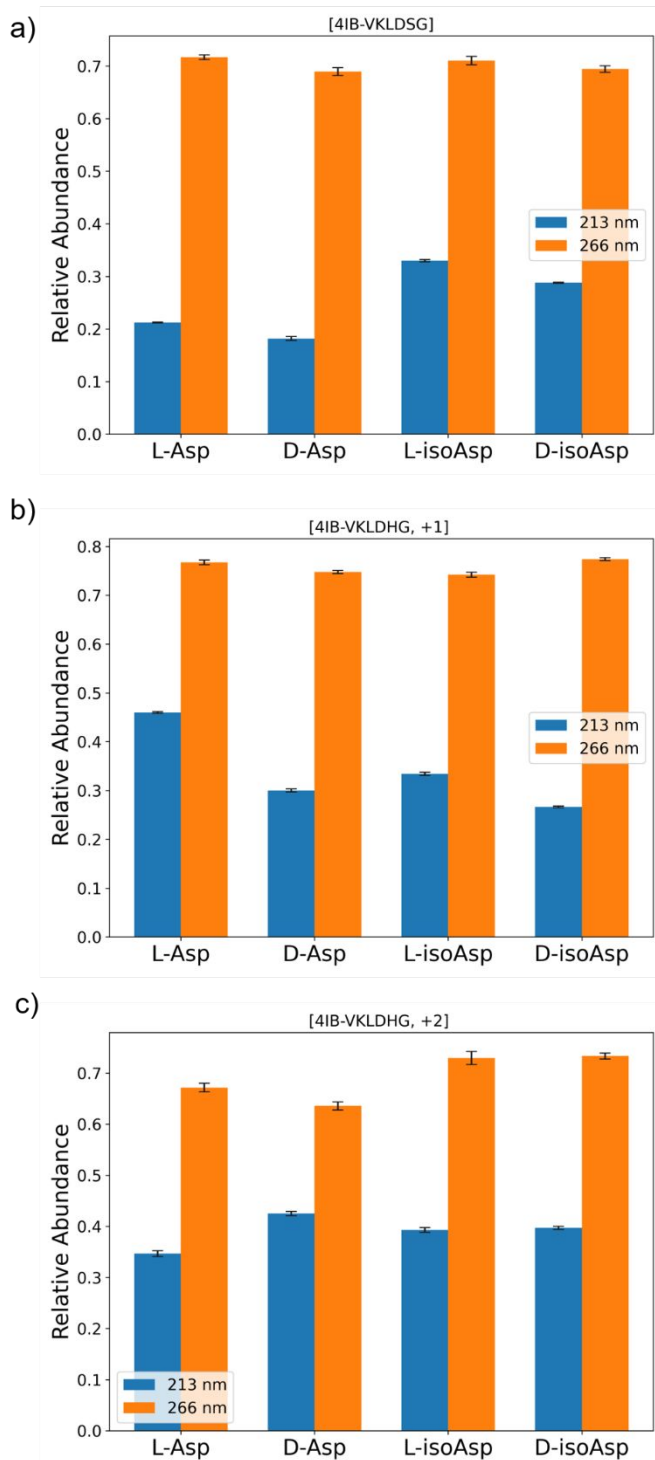 a)
[4IB-VKLDSG]
Relative Abundance
0.7
0.6
0.5
0.4
0.3
0.2
0.1
0.0
213 nm
266 nm
L-Asp D-Asp L-isoAsp D-isoAsp
b)
[4IB-VKLDHG, +1]
Relative Abundance
0.8
0.7
0.6
0.5
0.4
0.3
0.2
0.1
0.0
213 nm
266 nm
L-Asp D-Asp L-isoAsp D-isoAsp
c)
[4IB-VKLDHG, +2]
Relative Abundance
0.7
0.6
0.5
0.4
0.3
0.2
0.1
0.0
213 nm
266 nm
L-Asp D-Asp L-isoAsp D-isoAsp